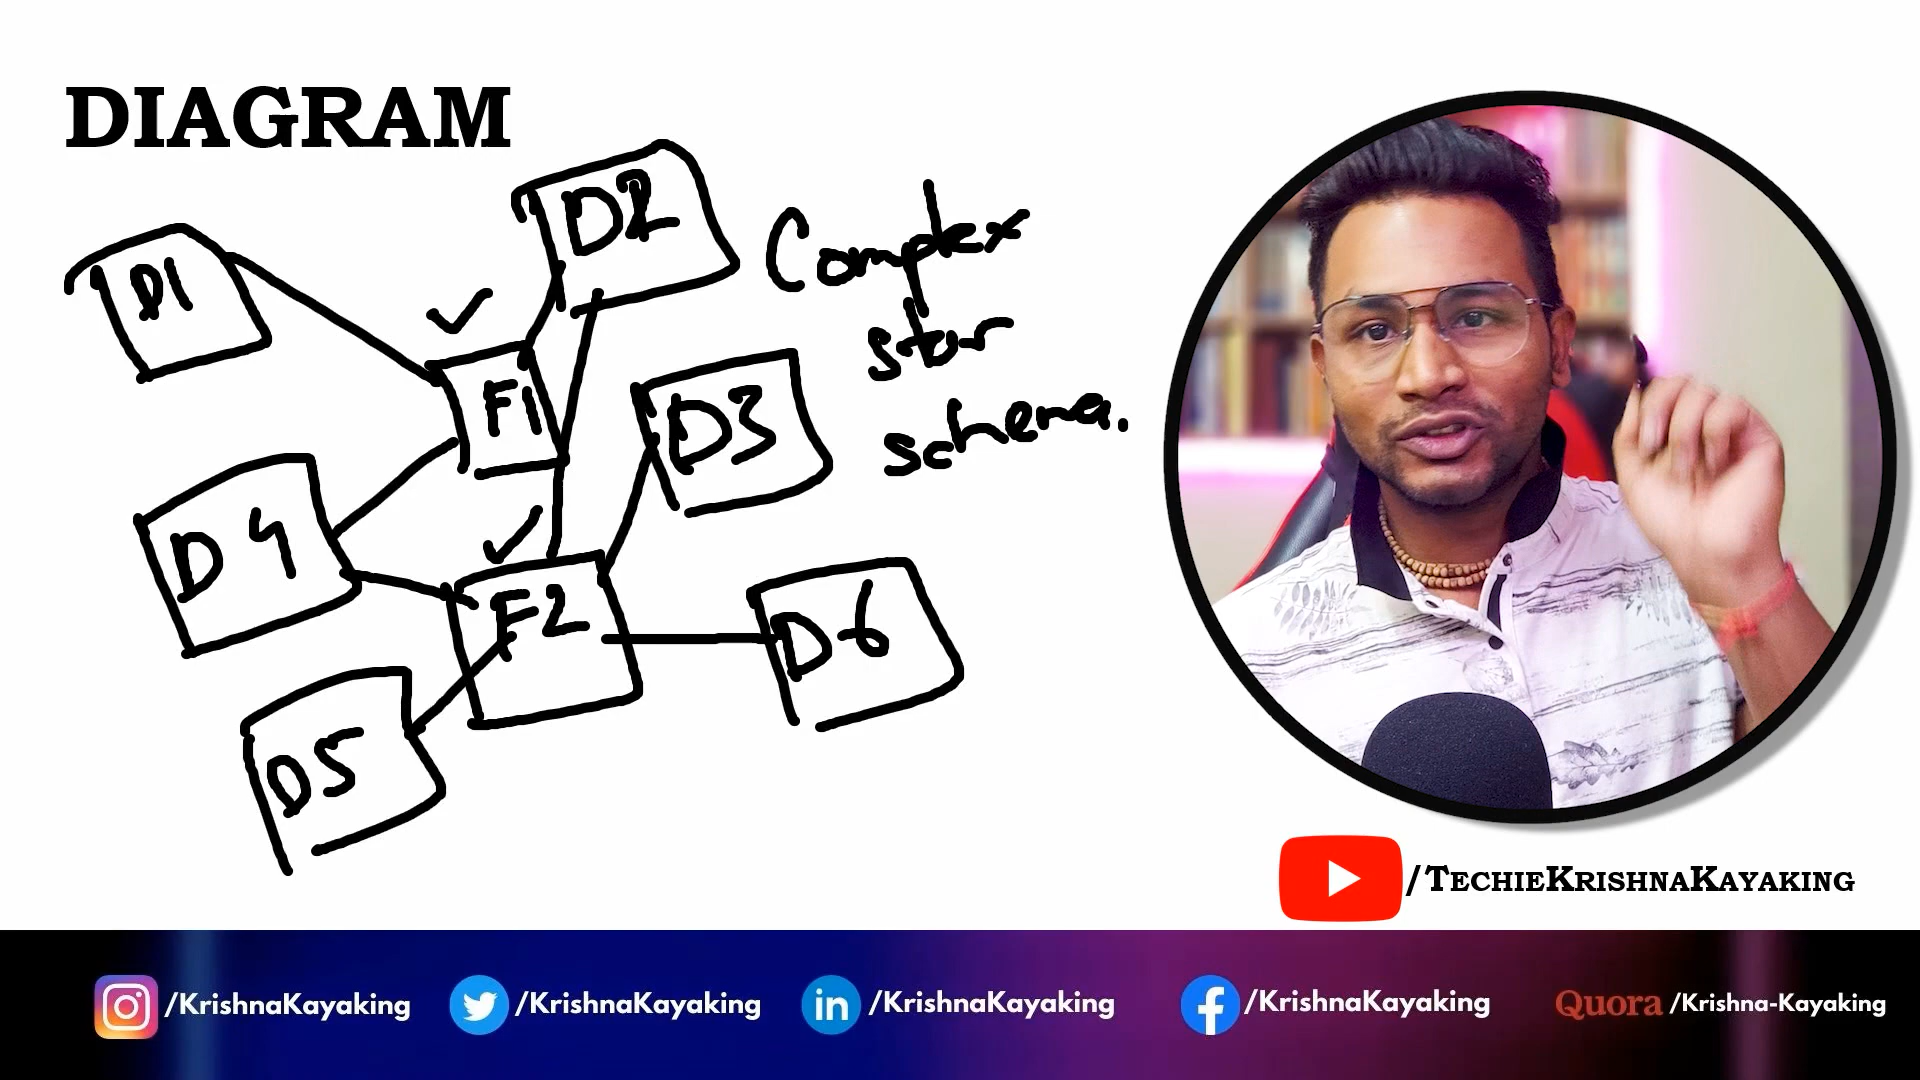 DIAGRAM
D1
D2
Complex
star
schema.
F1
D3
D4
F2
D6
D5
/TECHIEKRISHNAKAYAKING
/KrishnaKayaking
/KrishnaKayaking
in /KrishnaKayaking
/KrishnaKayaking
Quora /Krishna-Kayaking